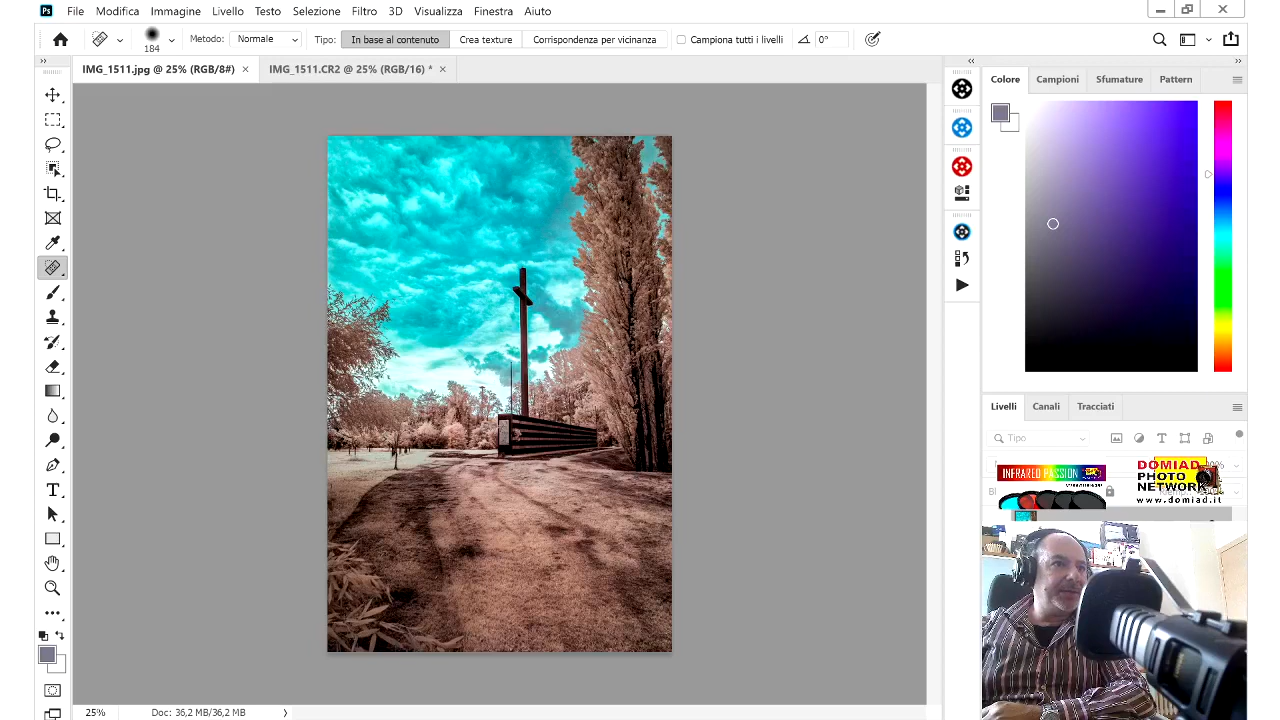 Ps File Modifica Immagine Livello Testo Selezione Filtro 3D Visualizza Finestra Aiuto
184 Metodo: Normale Tipo: In base al contenuto Crea texture Corrispondenza per vicinanza Campiona tutti i livelli 0°
IMG_1511.jpg @ 25% (RGB/8#) × IMG_1511.CR2 @ 25% (RGB/16) * ×
Colore Campioni Sfumature Pattern
Livelli Canali Tracciati
Tipo
INFRARED PASSION
DOMIAD
PHOTO
NETWORK
www.domiad.it
25% Doc: 36,2 MB/36,2 MB